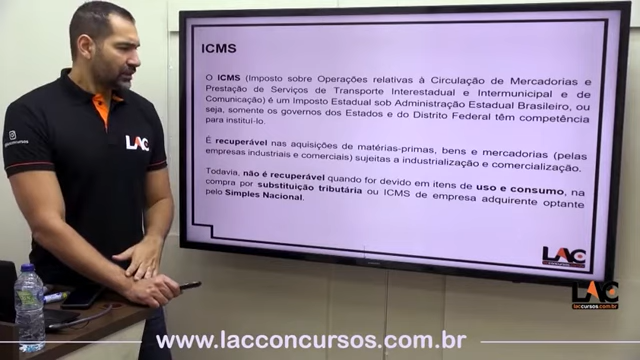 ICMS
O ICMS (Imposto sobre Operações relativas à Circulação de Mercadorias e
Prestação de Serviços de Transporte Interestadual e Intermunicipal e de
Comunicação) é um Imposto Estadual sob Administração Estadual Brasileiro, ou
seja, somente os governos dos Estados e do Distrito Federal têm competência
para instituí-lo.
É recuperável nas aquisições de matérias-primas, bens e mercadorias (pelas
empresas industriais e comerciais) sujeitas a industrialização e comercialização.
Todavia, não é recuperável quando for devido em itens de uso e consumo, na
compra por substituição tributária ou ICMS de empresa adquirente optante
pelo Simples Nacional.
LAC
LAC
LAC
laccursos.com.br
www.lacconcursos.com.br